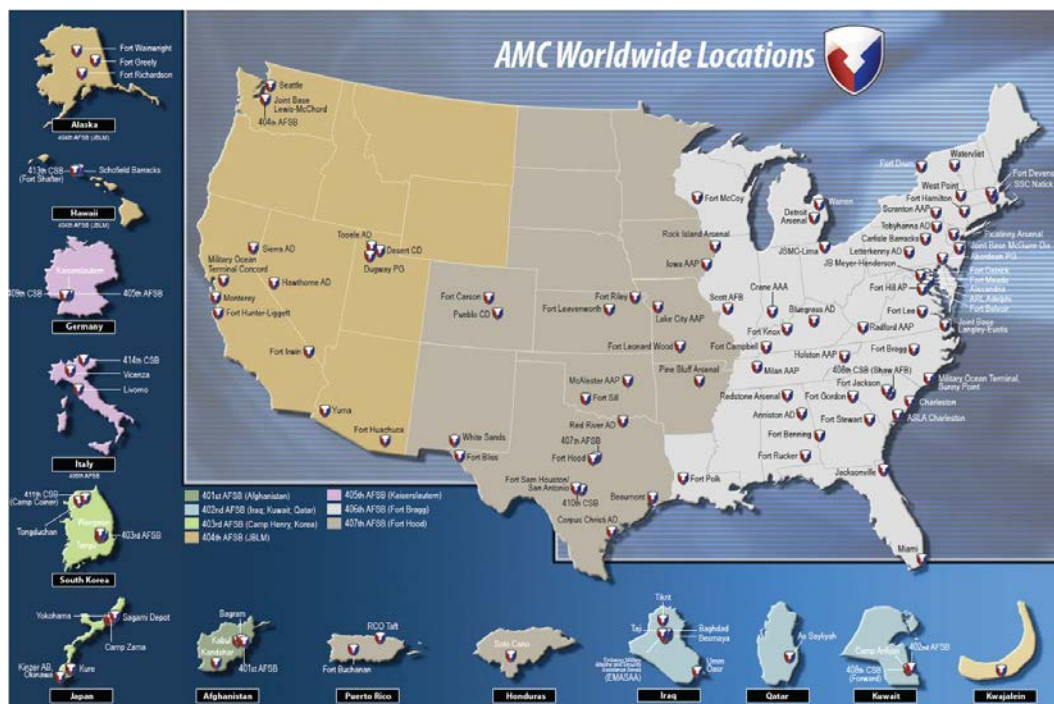 AMC Worldwide Locations
Fort Wainwright
Fort Greely
Fort Richardson
Alaska
404th AFSB (JBLM)
413th CSB
(Fort Shafter)
Schofield Barracks
Hawaii
404th AFSB (JBLM)
Kaiserslautern
409th CSB
405th AFSB
Germany
414th CSB
Vicenza
Livorno
Italy
405th AFSB
411th CSB
Tongduchan
403rd AFSB
South Korea
Yokohama
Sagami Depot
Camp Zama
Kure
Okinawa
Japan
Seattle
Joint Base
Lewis-McChord
404th AFSB
Sierra AD
Tooele AD
Desert CD
Dugway PG
Military Ocean
Terminal Concord
Hawthorne AD
Monterey
Fort Hunter-Liggett
Fort Irwin
Yuma
Fort Huachuca
Fort Carson
Pueblo CD
White Sands
Fort Bliss
Fort Riley
Fort Leavenworth
Lake City AAP
Fort Leonard Wood
McAlester AAP
Fort Sill
Pine Bluff Arsenal
Red River AD
407th AFSB
Fort Hood
Fort Sam Houston/
San Antonio
410th CSB
Beaumont
Corpus Christi AD
Fort Polk
Fort McCoy
Rock Island Arsenal
Iowa AAP
Detroit
Arsenal
Warren
JSMC-Lima
Scott AFB
Crane AAA
Bluegrass AD
Fort Knox
Fort Campbell
Milan AAP
Holston AAP
Radford AAP
Redstone Arsenal
Anniston AD
Fort Benning
Fort Rucker
Fort Bragg
408th CSB (Shaw AFB)
Fort Jackson
Fort Gordon
Fort Stewart
Military Ocean Terminal,
Sunny Point
Charleston
ASLA Charleston
Jacksonville
Miami
Fort Drum
Watervliet
Fort Devens
SSC Natick
West Point
Fort Hamilton
Scranton AAP
Tobyhanna AD
Picatinny Arsenal
Carlisle Barracks
Letterkenny AD
Aberdeen PG
JB Meyer-Henderson
Fort Detrick
Fort Meade
Alexandria
ARL Adelphi
Fort Belvoir
Fort Hill AP
Fort Lee
Joint Base
Langley-Eustis
401st AFSB (Afghanistan)
402nd AFSB (Iraq; Kuwait; Qatar)
403rd AFSB (Camp Henry, Korea)
404th AFSB (JBLM)
405th AFSB (Kaiserslautern)
406th AFSB (Fort Bragg)
407th AFSB (Fort Hood)
Bagram
Kabul
Kandahar
401st AFSB
Afghanistan
RCO Taft
Fort Buchanan
Puerto Rico
Soto Cano
Honduras
Tikrit
Taji
Baghdad
Besmaya
(EMASAA)
Umm
Qasr
Iraq
As Sayliyah
Qatar
402nd AFSB
Camp Arifjan
408th CSB
(Forward)
Kuwait
Kwajalein